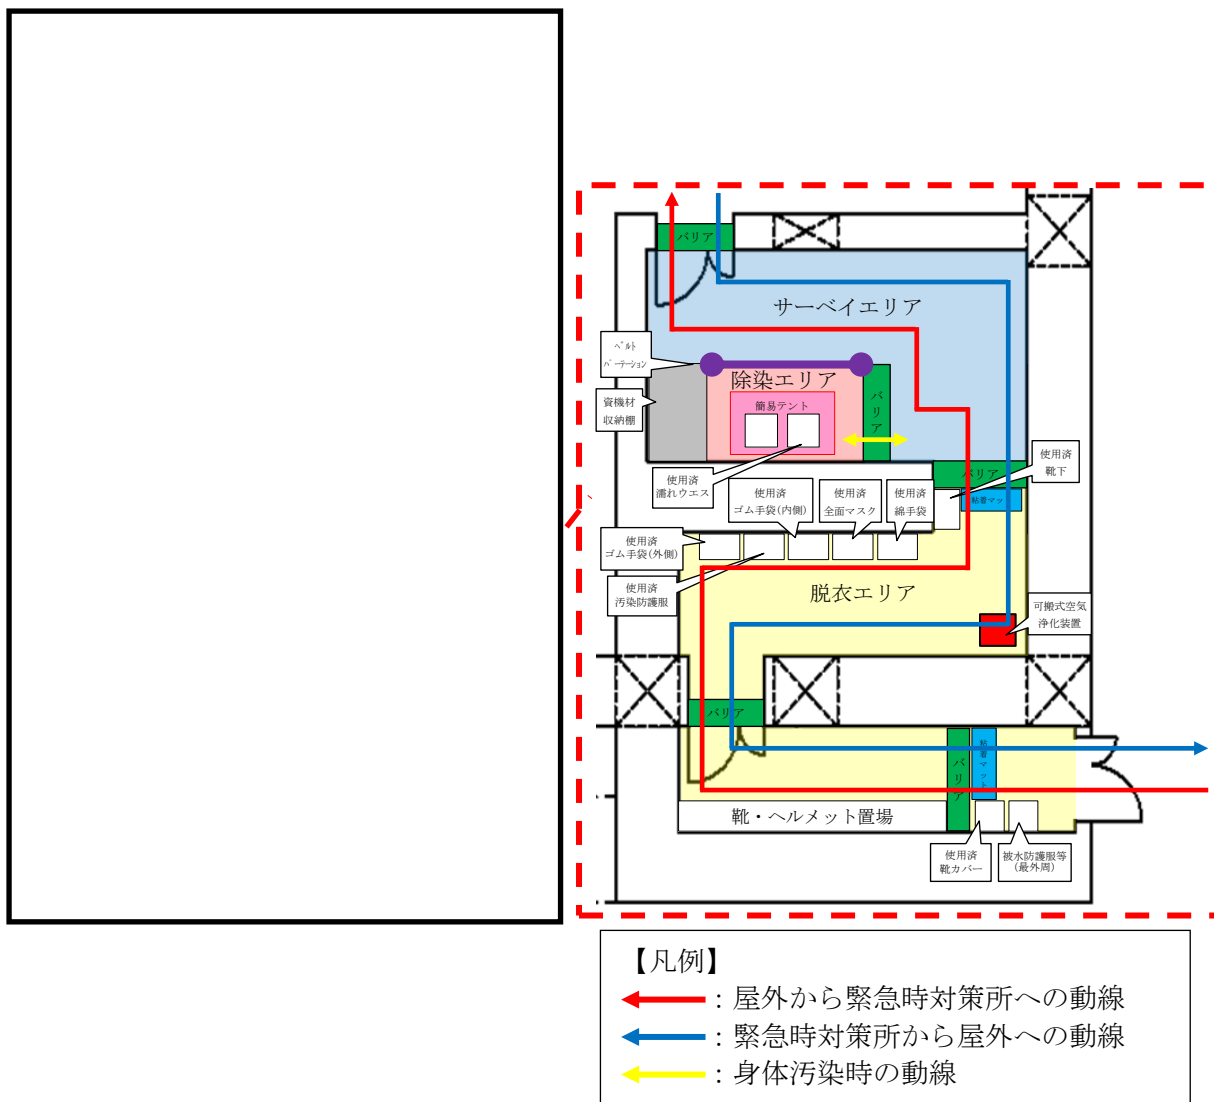 バリア
サーベイエリア
ベルト
パーテーション
除染エリア
資機材
収納棚
簡易テント
バリア
使用済
濡れウエス
使用済
ゴム手袋(内側)
使用済
全面マスク
使用済
綿手袋
バリア
使用済
靴下
粘着マット
使用済
ゴム手袋(外側)
使用済
汚染防護服
脱衣エリア
可搬式空気
浄化装置
バリア
バリア
粘着マット
靴・ヘルメット置場
使用済
靴カバー
被水防護服等
(最外周)
【凡例】
：屋外から緊急時対策所への動線
：緊急時対策所から屋外への動線
：身体汚染時の動線